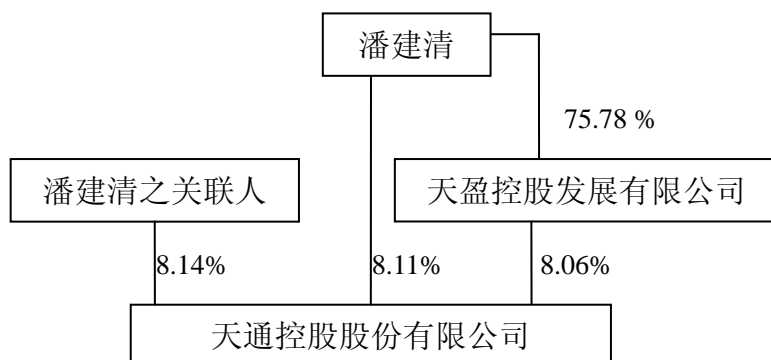 潘建清
75.78 %
潘建清之关联人
天盈控股发展有限公司
8.14%
8.11%
8.06%
天通控股股份有限公司